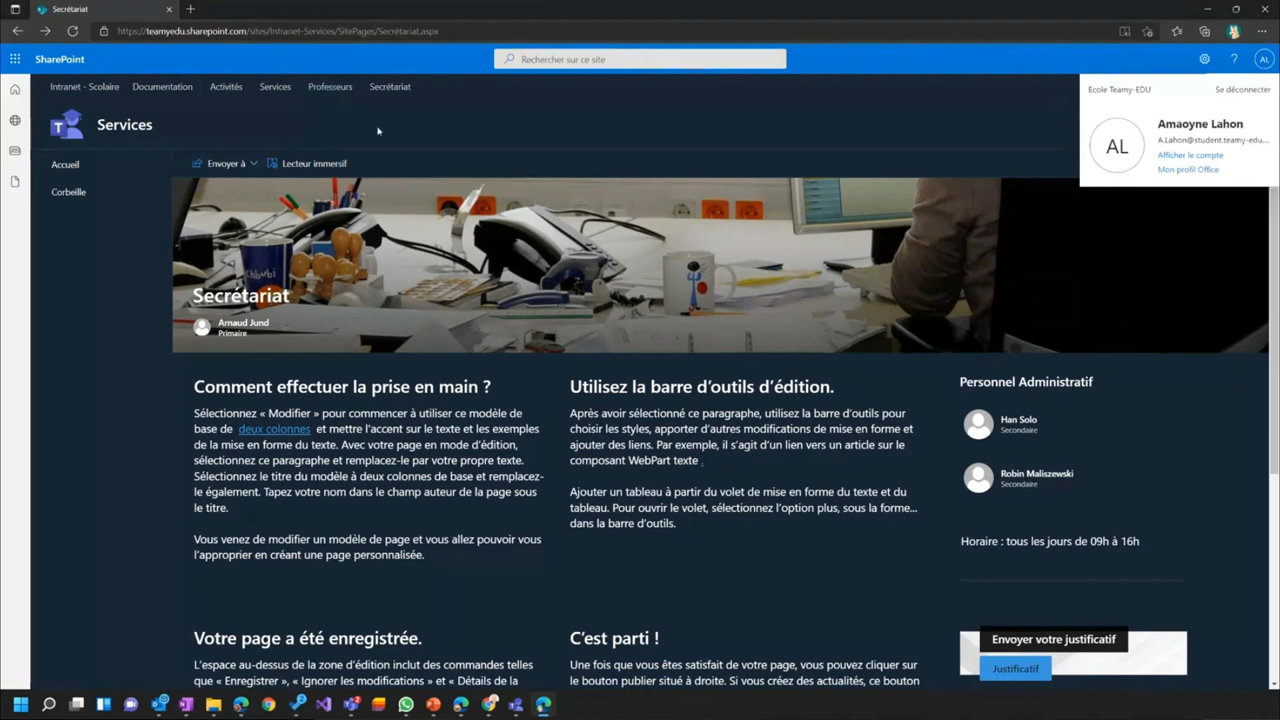 Secrétariat
https://teamyedu.sharepoint.com/sites/Intranet-Services/SitePages/Secrétariat.aspx
SharePoint
Rechercher sur ce site
AL
Intranet - Scolaire
Documentation
Activités
Services
Professeurs
Secrétariat
Ecole Teamy-EDU
Se déconnecter
T
Services
AL
Amaoyne Lahon
A.Lahon@student.teamy-edu...
Afficher le compte
Mon profil Office
Accueil
Corbeille
Envoyer à
Lecteur immersif
Chbubi
Secrétariat
Arnaud Jund
Primaire
Comment effectuer la prise en main ?
Sélectionnez « Modifier » pour commencer à utiliser ce modèle de
base de deux colonnes et mettre l'accent sur le texte et les exemples
de la mise en forme du texte. Avec votre page en mode d'édition,
sélectionnez ce paragraphe et remplacez-le par votre propre texte.
Sélectionnez le titre du modèle à deux colonnes de base et remplacez-
le également. Tapez votre nom dans le champ auteur de la page sous
le titre.
Vous venez de modifier un modèle de page et vous allez pouvoir vous
l'approprier en créant une page personnalisée.
Utilisez la barre d'outils d'édition.
Après avoir sélectionné ce paragraphe, utilisez la barre d'outils pour
choisir les styles, apporter d'autres modifications de mise en forme et
ajouter des liens. Par exemple, il s'agit d'un lien vers un article sur le
composant WebPart texte .
Ajouter un tableau à partir du volet de mise en forme du texte et du
tableau. Pour ouvrir le volet, sélectionnez l'option plus, sous la forme...
dans la barre d'outils.
Personnel Administratif
Han Solo
Secondaire
Robin Maliszewski
Secondaire
Horaire : tous les jours de 09h à 16h
Votre page a été enregistrée.
L'espace au-dessus de la zone d'édition inclut des commandes telles
que « Enregistrer », « Ignorer les modifications » et « Détails de la
C'est parti !
Une fois que vous êtes satisfait de votre page, vous pouvez cliquer sur
le bouton publier situé à droite. Si vous créez des actualités, ce bouton
Envoyer votre justificatif
Justificatif